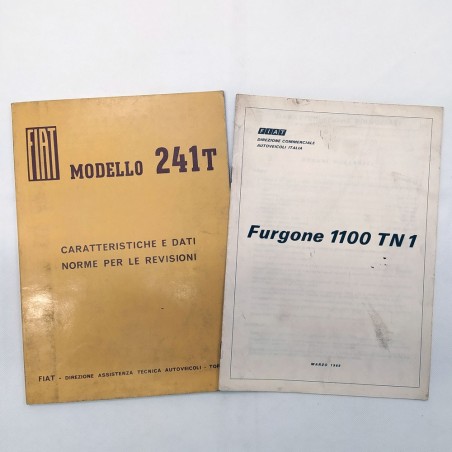 FIAT
MODELLO 241T
CARATTERISTICHE E DATI
NORME PER LE REVISIONI
FIAT - DIREZIONE ASSISTENZA TECNICA AUTOVEICOLI -
FIAT
DIREZIONE COMMERCIALE
AUTOVEICOLI ITALIA
Furgone 1100 TN1
MARZO